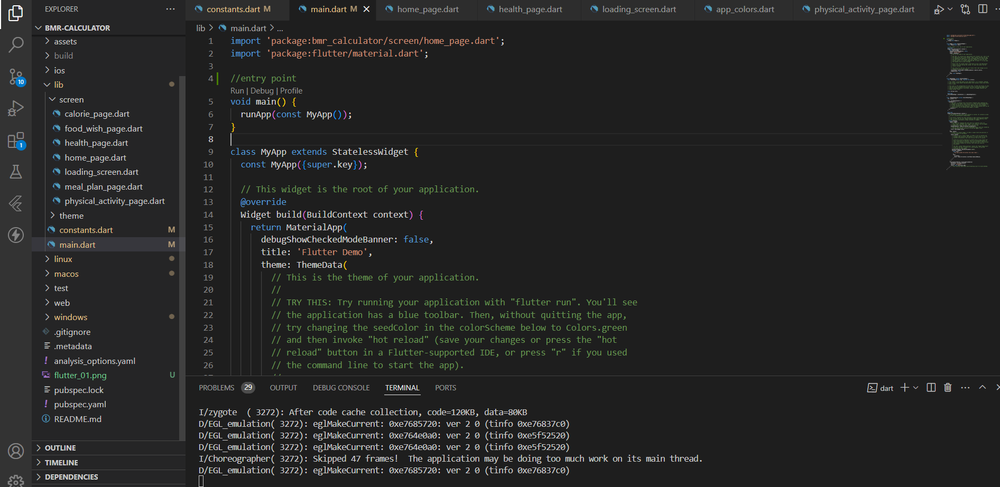 EXPLORER
BMR-CALCULATOR
assets
build
ios
lib
screen
calorie_page.dart
food_wish_page.dart
health_page.dart
home_page.dart
loading_screen.dart
meal_plan_page.dart
physical_activity_page.dart
theme
constants.dart M
main.dart M
linux
macos
test
web
windows
.gitignore
.metadata
analysis_options.yaml
flutter_01.png U
pubspec.lock
pubspec.yaml
README.md
OUTLINE
TIMELINE
DEPENDENCIES
10
1
constants.dart M
main.dart M
home_page.dart
health_page.dart
loading_screen.dart
app_colors.dart
physical_activity_page.dart
lib > main.dart > ...
1 import 'package:bmr_calculator/screen/home_page.dart';
2 import 'package:flutter/material.dart';
3
4 //entry point
Run | Debug | Profile
5 void main() {
6 runApp(const MyApp());
7 }
8
9 class MyApp extends StatelessWidget {
10 const MyApp({super.key});
11
12 // This widget is the root of your application.
13 @override
14 Widget build(BuildContext context) {
15 return MaterialApp(
16 debugShowCheckedModeBanner: false,
17 title: 'Flutter Demo',
18 theme: ThemeData(
19 // This is the theme of your application.
20 //
21 // TRY THIS: Try running your application with "flutter run". You'll see
22 // the application has a blue toolbar. Then, without quitting the app,
23 // try changing the seedColor in the colorScheme below to Colors.green
24 // and then invoke "hot reload" (save your changes or press the "hot
25 // reload" button in a Flutter-supported IDE, or press "r" if you used
26 // the command line to start the app).
PROBLEMS 29 OUTPUT DEBUG CONSOLE TERMINAL PORTS
dart
I/zygote ( 3272): After code cache collection, code=120KB, data=80KB
D/EGL_emulation( 3272): eglMakeCurrent: 0xe7685720: ver 2 0 (tinfo 0xe76837c0)
D/EGL_emulation( 3272): eglMakeCurrent: 0xe764e0a0: ver 2 0 (tinfo 0xe5f52520)
D/EGL_emulation( 3272): eglMakeCurrent: 0xe764e0a0: ver 2 0 (tinfo 0xe5f52520)
I/Choreographer( 3272): Skipped 47 frames! The application may be doing too much work on its main thread.
D/EGL_emulation( 3272): eglMakeCurrent: 0xe7685720: ver 2 0 (tinfo 0xe76837c0)